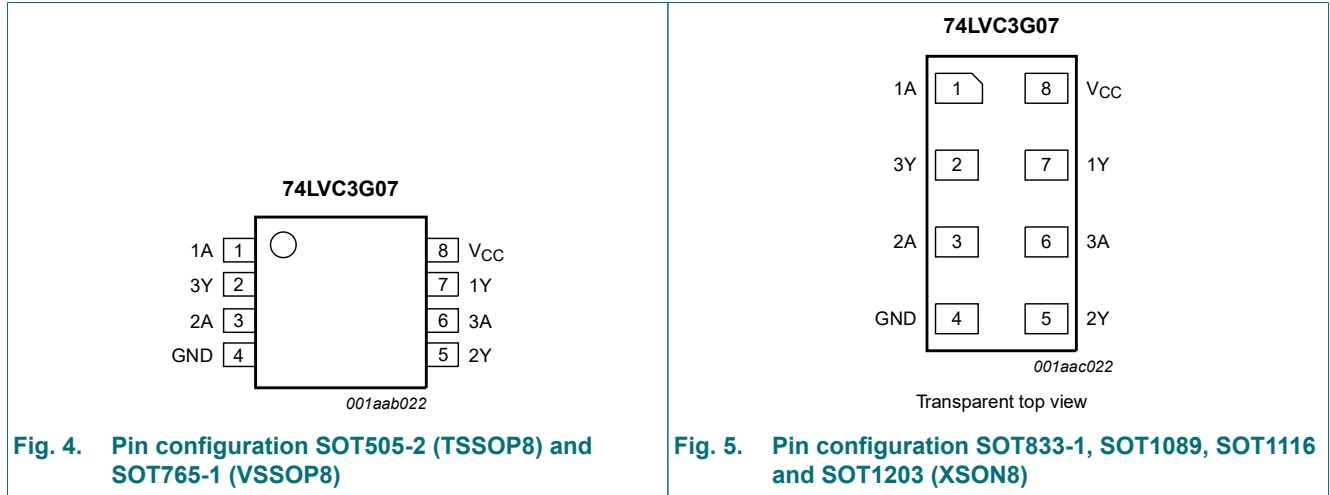 74LVC3G07
1A 1 8 VCC
3Y 2 7 1Y
2A 3 6 3A
GND 4 5 2Y
001aab022
Fig. 4. Pin configuration SOT505-2 (TSSOP8) and
SOT765-1 (VSSOP8)
74LVC3G07
1A 1 8 VCC
3Y 2 7 1Y
2A 3 6 3A
GND 4 5 2Y
001aac022
Transparent top view
Fig. 5. Pin configuration SOT833-1, SOT1089, SOT1116
and SOT1203 (XSON8)